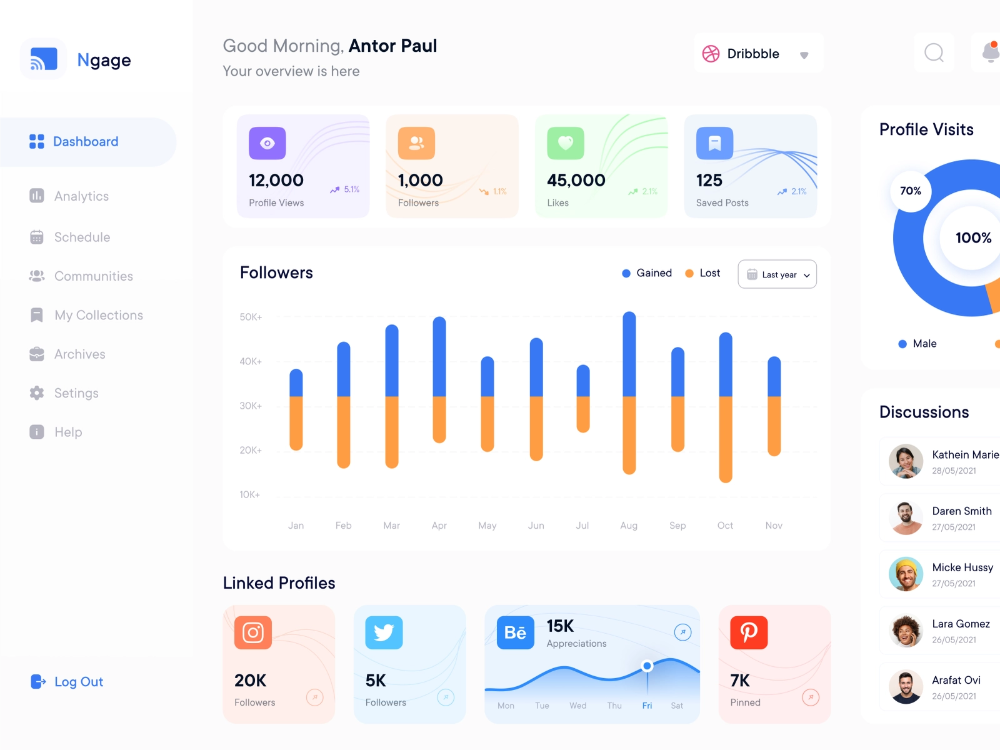 Ngage
Dashboard
Analytics
Schedule
Communities
My Collections
Archives
Setings
Help
Log Out
Good Morning, Antor Paul
Your overview is here
Dribbble
12,000
Profile Views
5.1%
1,000
Followers
1.1%
45,000
Likes
2.1%
125
Saved Posts
2.1%
Followers
Gained
Lost
Last year
50K+
40K+
30K+
20K+
10K+
Jan Feb Mar Apr May Jun Jul Aug Sep Oct Nov
Linked Profiles
20K
Followers
5K
Followers
Bē
15K
Appreciations
Mon Tue Wed Thu Fri Sat
7K
Pinned
Profile Visits
70%
100%
Male
Discussions
Kathein Marie
28/05/2021
Daren Smith
27/05/2021
Micke Hussy
27/05/2021
Lara Gomez
26/05/2021
Arafat Ovi
26/05/2021